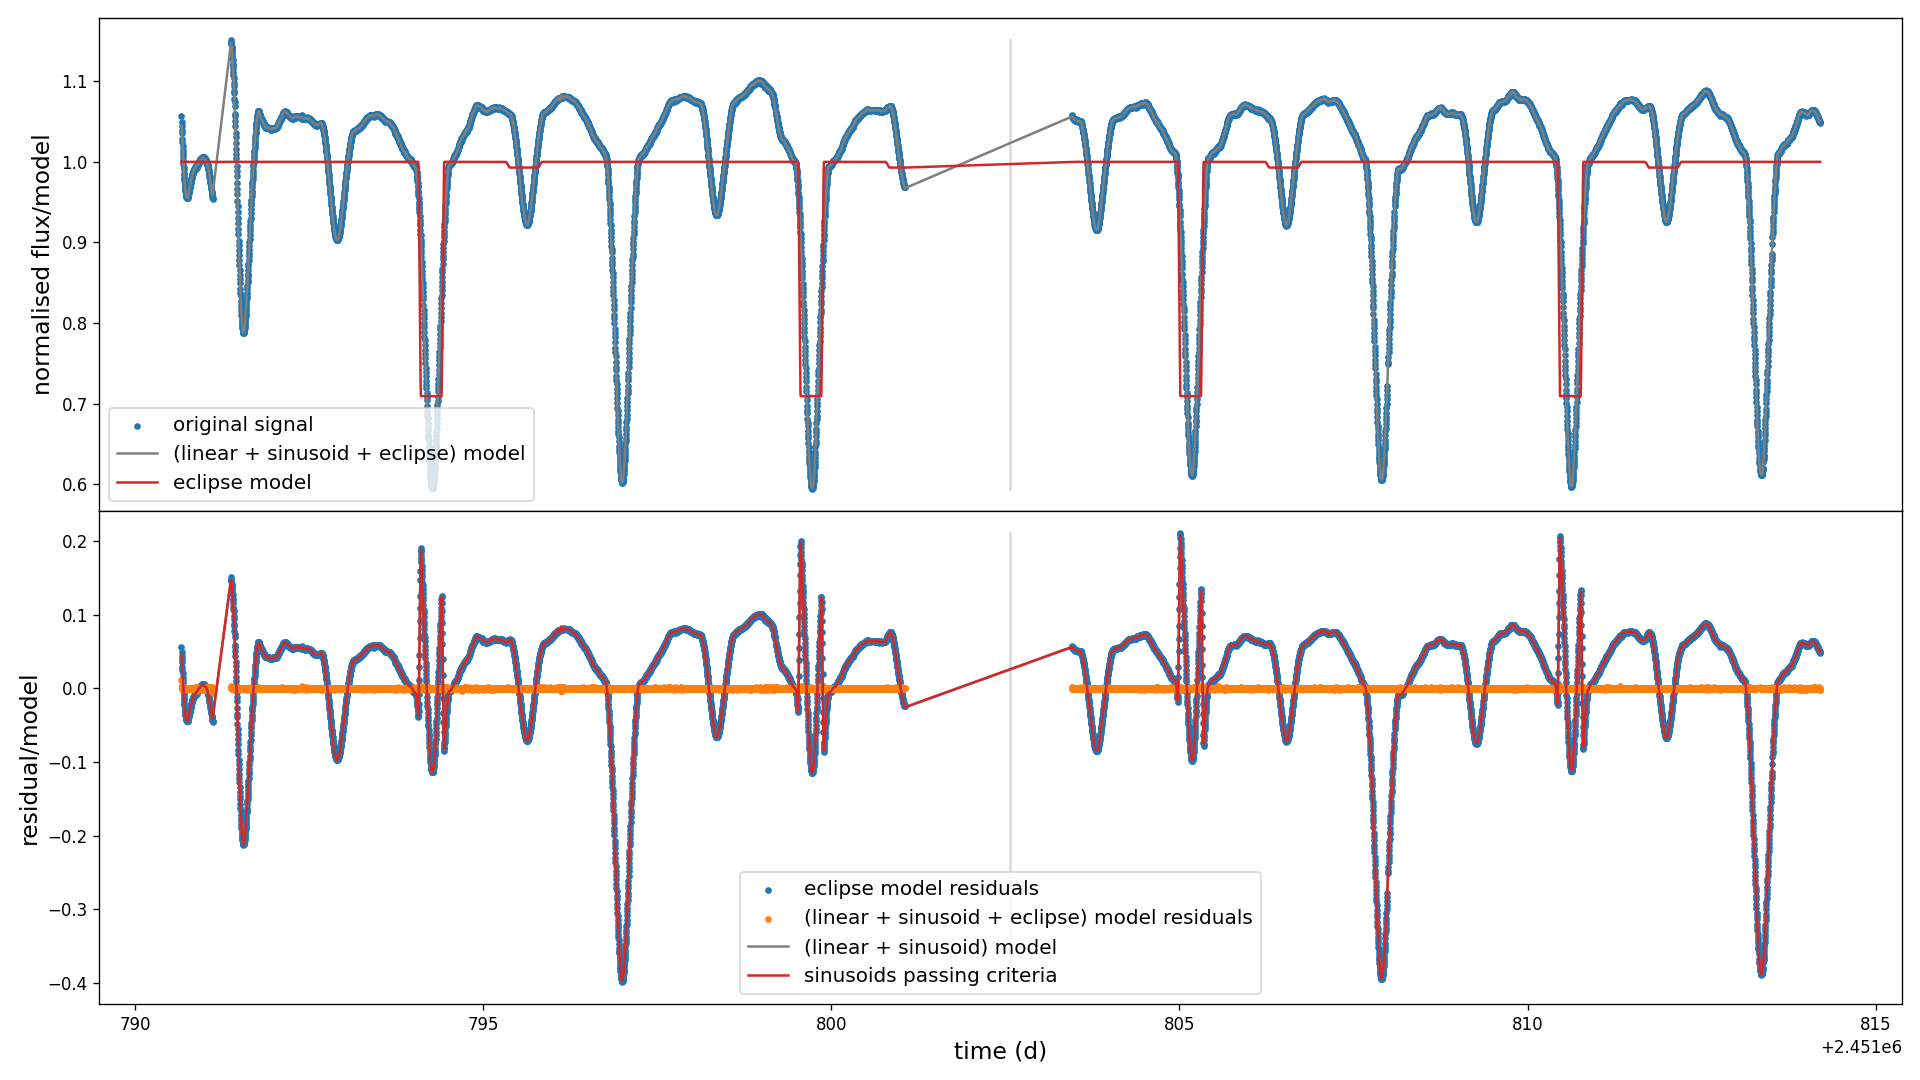 normalised flux/model
1.1
1.0
0.9
0.8
0.7
0.6
original signal
(linear + sinusoid + eclipse) model
eclipse model
residual/model
0.2
0.1
0.0
−0.1
−0.2
−0.3
−0.4
eclipse model residuals
(linear + sinusoid + eclipse) model residuals
(linear + sinusoid) model
sinusoids passing criteria
790
795
800
805
810
815
time (d)
+2.451e6